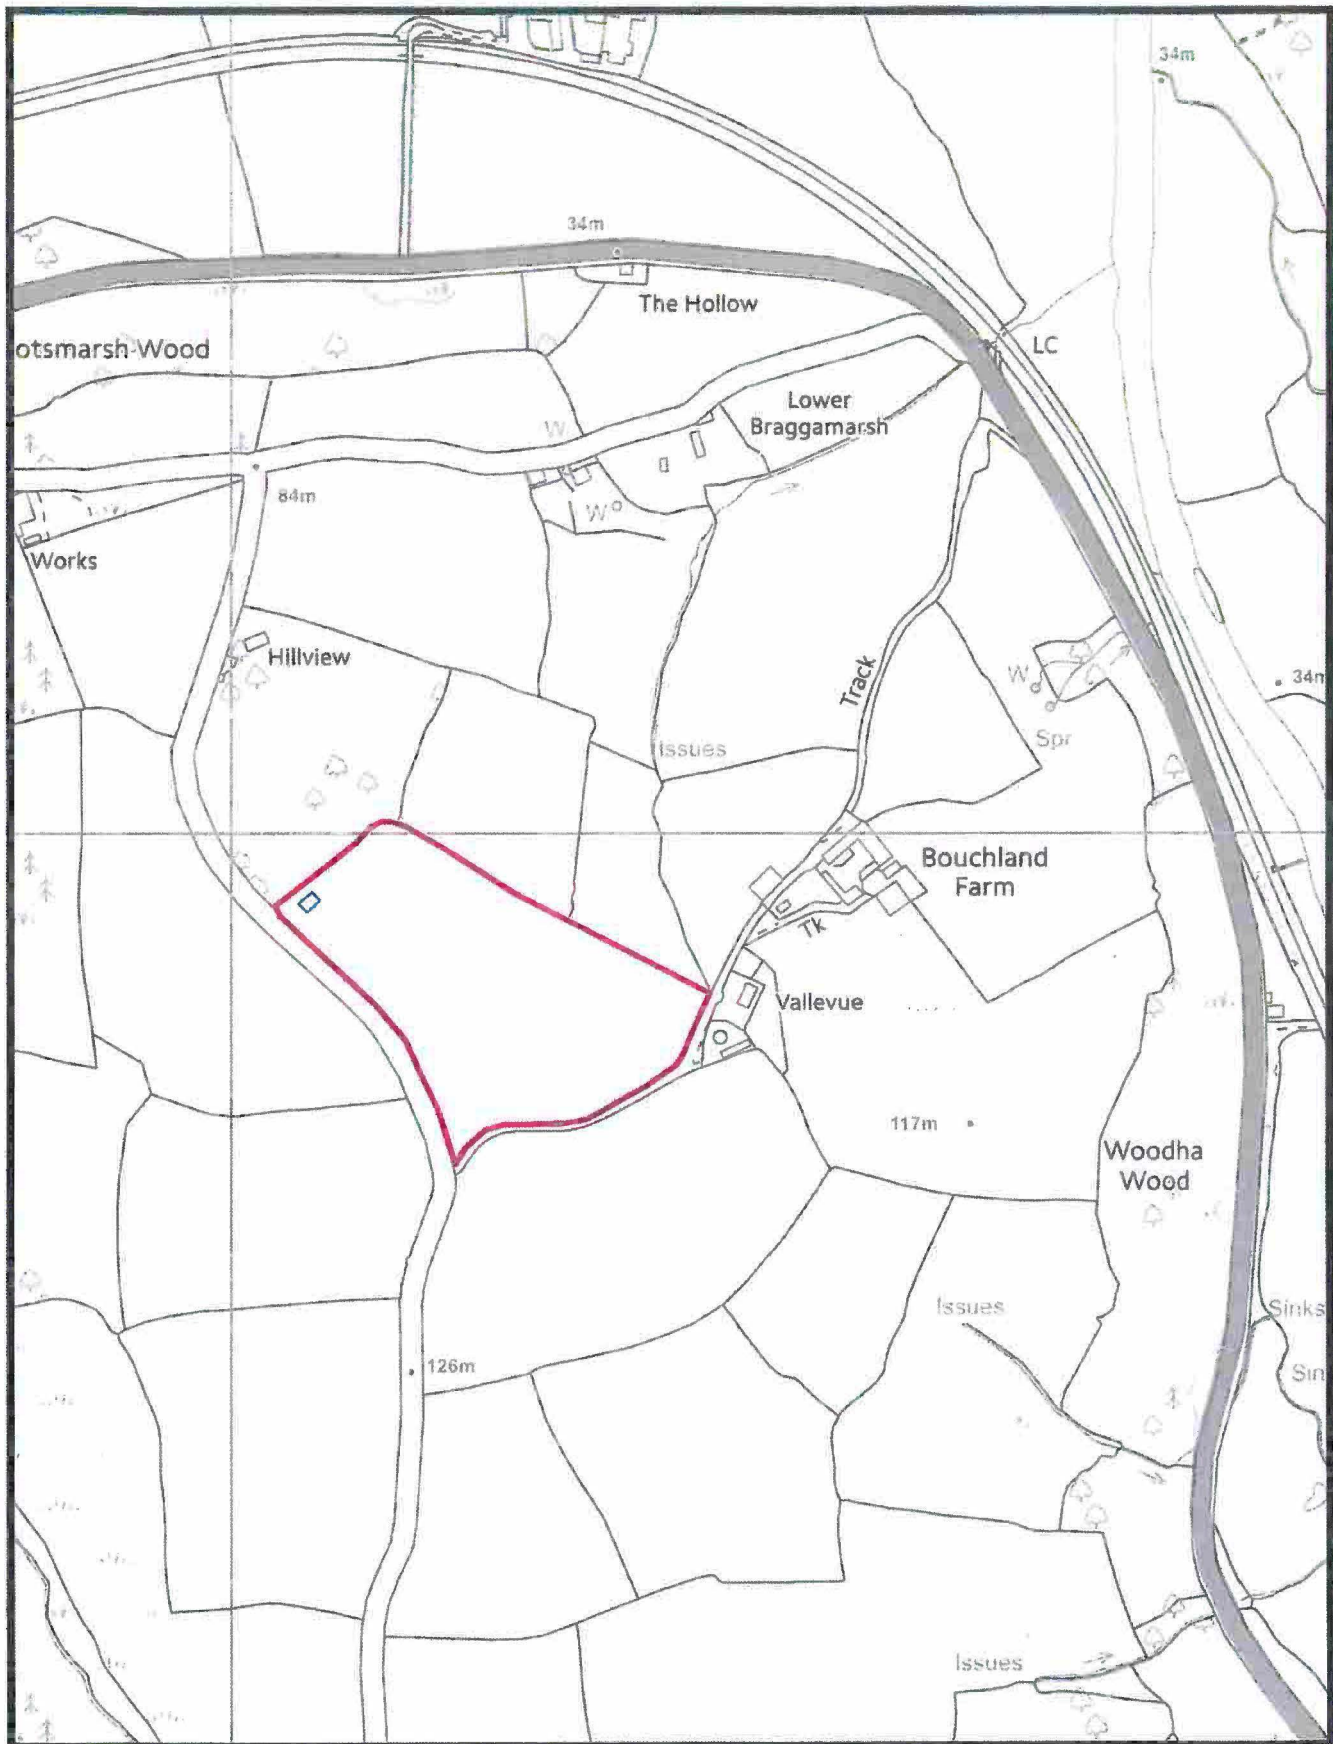 34m
34m
The Hollow
otsmarsh Wood
LC
Lower
Braggamarsh
W
84m
W
Works
Hillview
Track
W
34m
Issues
Spr
Bouchland
Farm
Tk
Vallevue
117m
Woodha
Wood
Issues
Sinks
126m
Sin
Issues